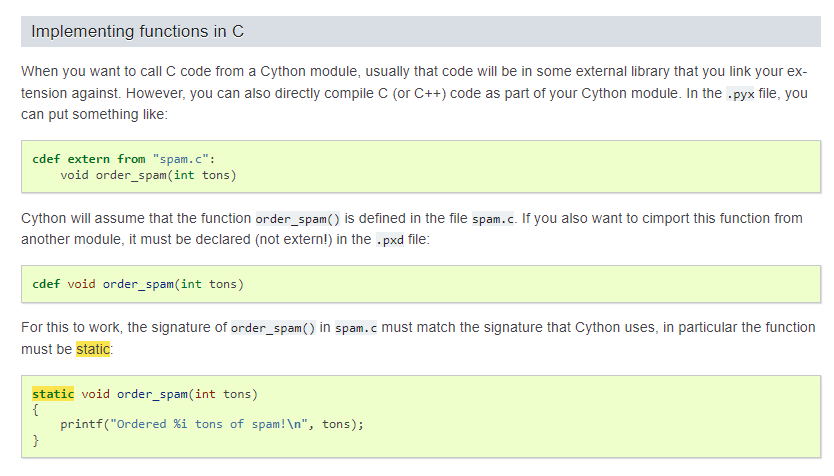 Implementing functions in C
When you want to call C code from a Cython module, usually that code will be in some external library that you link your ex-
tension against. However, you can also directly compile C (or C++) code as part of your Cython module. In the .pyx file, you
can put something like:
cdef extern from "spam.c":
    void order_spam(int tons)
Cython will assume that the function order_spam() is defined in the file spam.c. If you also want to cimport this function from
another module, it must be declared (not extern!) in the .pxd file:
cdef void order_spam(int tons)
For this to work, the signature of order_spam() in spam.c must match the signature that Cython uses, in particular the function
must be static:
static void order_spam(int tons)
{
    printf("Ordered %i tons of spam!\n", tons);
}